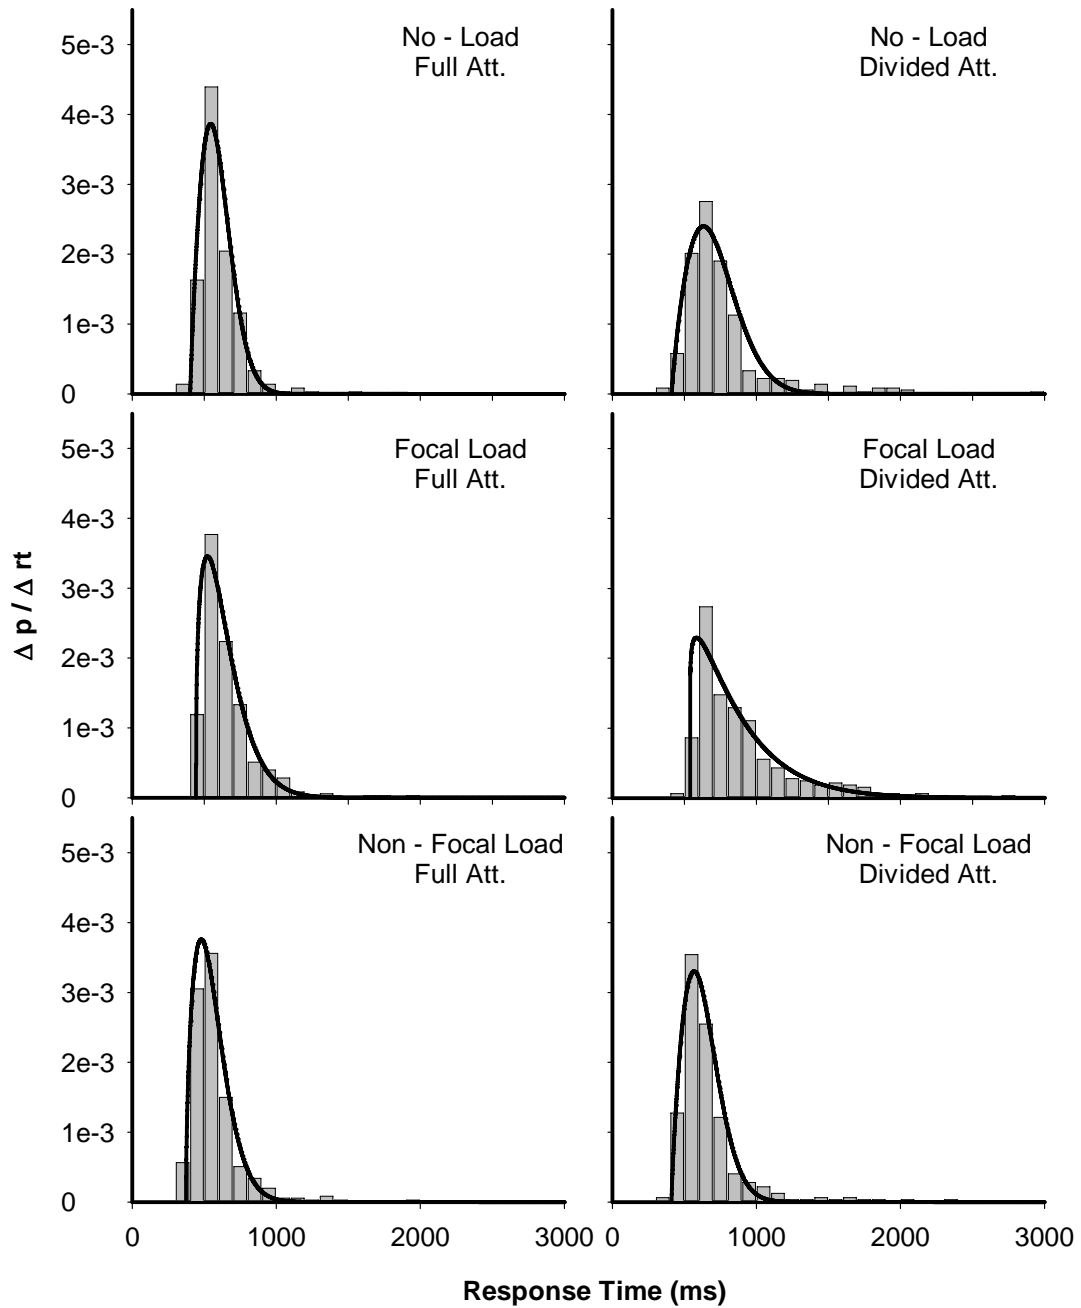 No - Load
Full Att.
No - Load
Divided Att.
5e-3
4e-3
3e-3
2e-3
1e-3
0
Focal Load
Full Att.
Focal Load
Divided Att.
5e-3
4e-3
3e-3
2e-3
1e-3
0
Δ p / Δ rt
Non - Focal Load
Full Att.
Non - Focal Load
Divided Att.
5e-3
4e-3
3e-3
2e-3
1e-3
0
0 1000 2000 3000 0 1000 2000 3000
Response Time (ms)